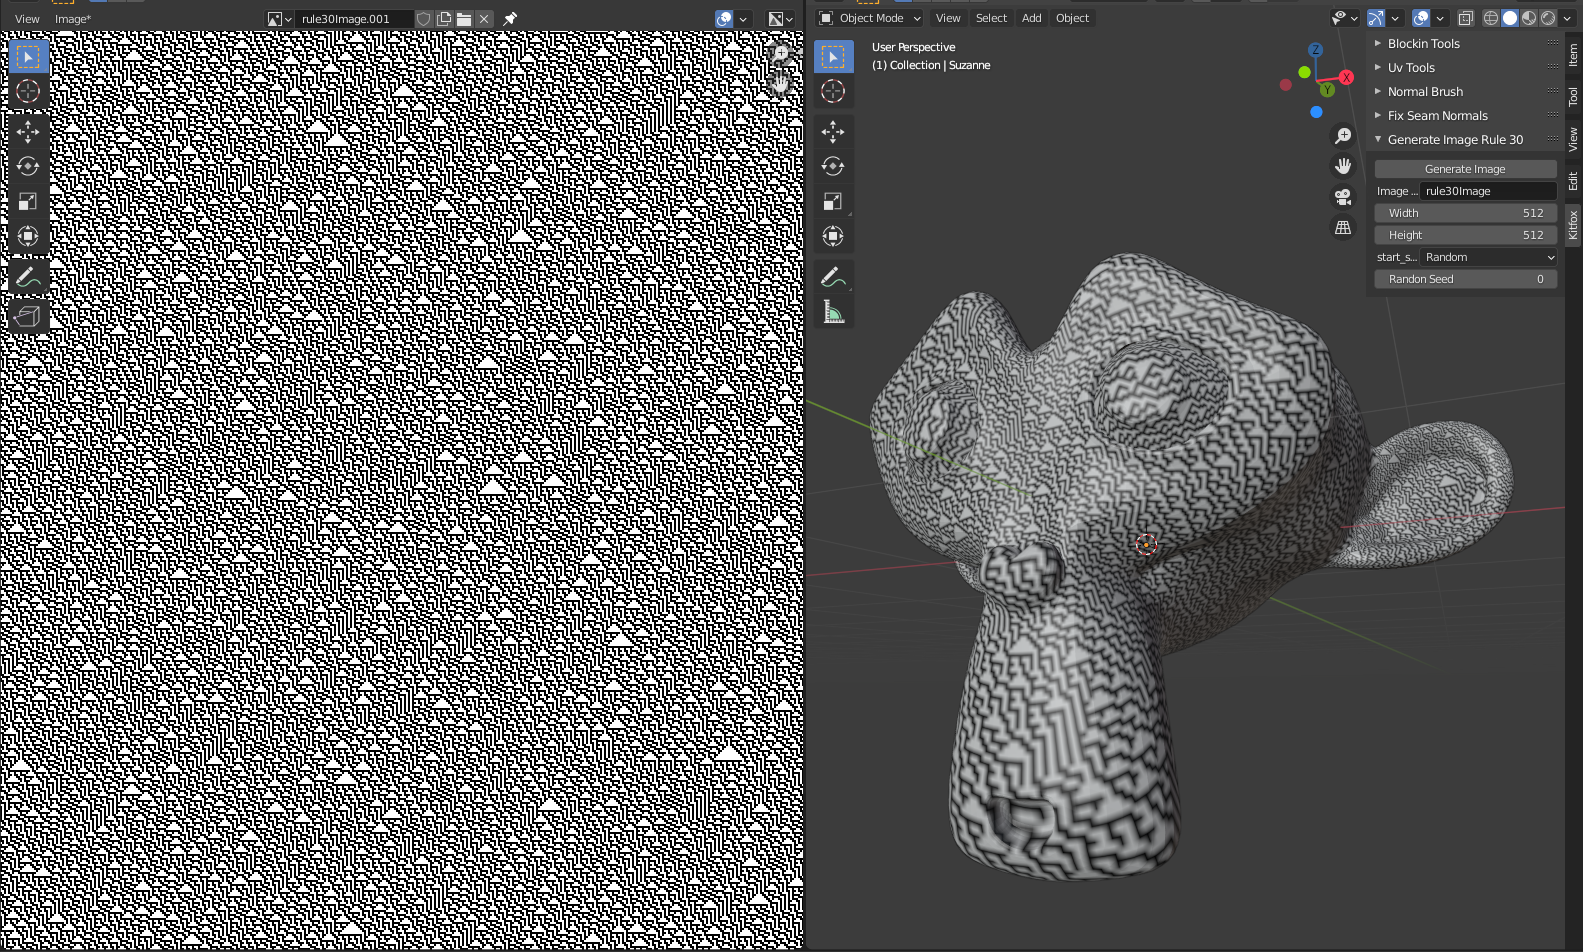 View Image* rule30Image.001
Object Mode View Select Add Object
User Perspective
(1) Collection | Suzanne
Z
X
Y
Blockin Tools
Uv Tools
Normal Brush
Fix Seam Normals
Generate Image Rule 30
Generate Image
Image ... rule30Image
Width 512
Height 512
start_s... Random
Randon Seed 0
Item
Tool
View
Edit
Kitfox